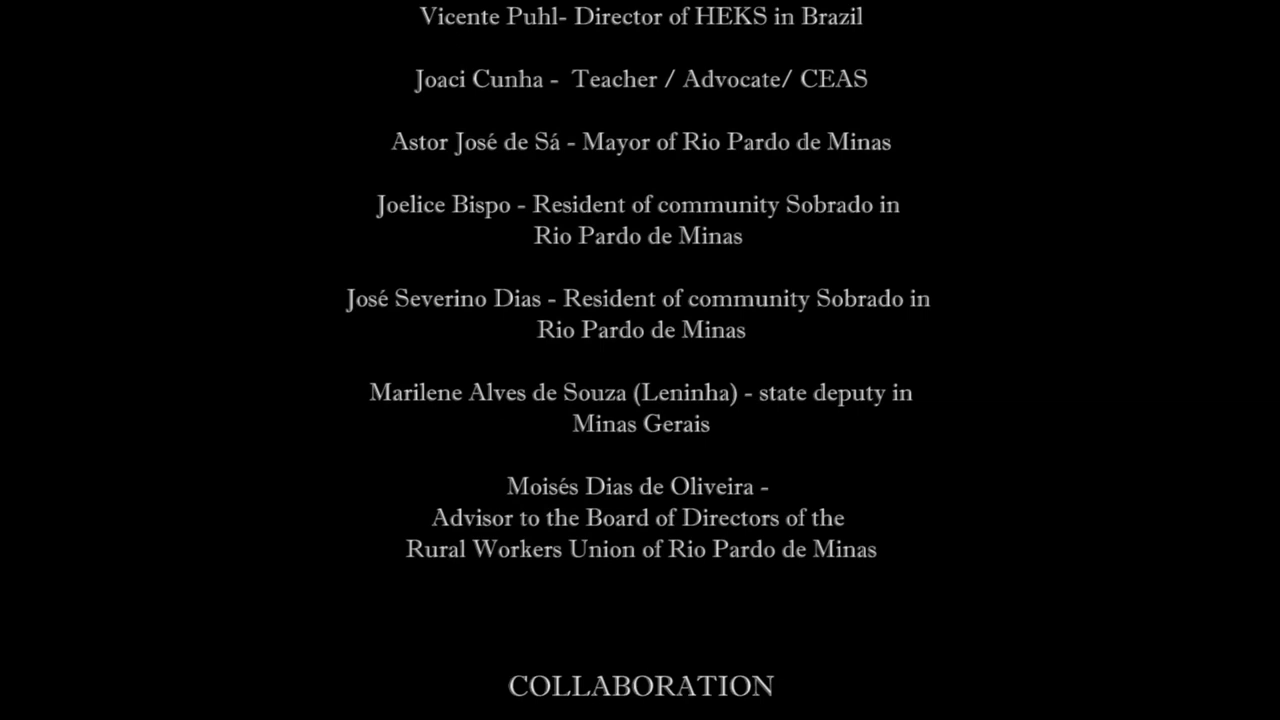 Vicente Puhl- Director of HEKS in Brazil
Joaci Cunha -  Teacher / Advocate/ CEAS
Astor José de Sá - Mayor of Rio Pardo de Minas
Joelice Bispo - Resident of community Sobrado in
Rio Pardo de Minas
José Severino Dias - Resident of community Sobrado in
Rio Pardo de Minas
Marilene Alves de Souza (Leninha) - state deputy in
Minas Gerais
Moisés Dias de Oliveira -
Advisor to the Board of Directors of the
Rural Workers Union of Rio Pardo de Minas
COLLABORATION